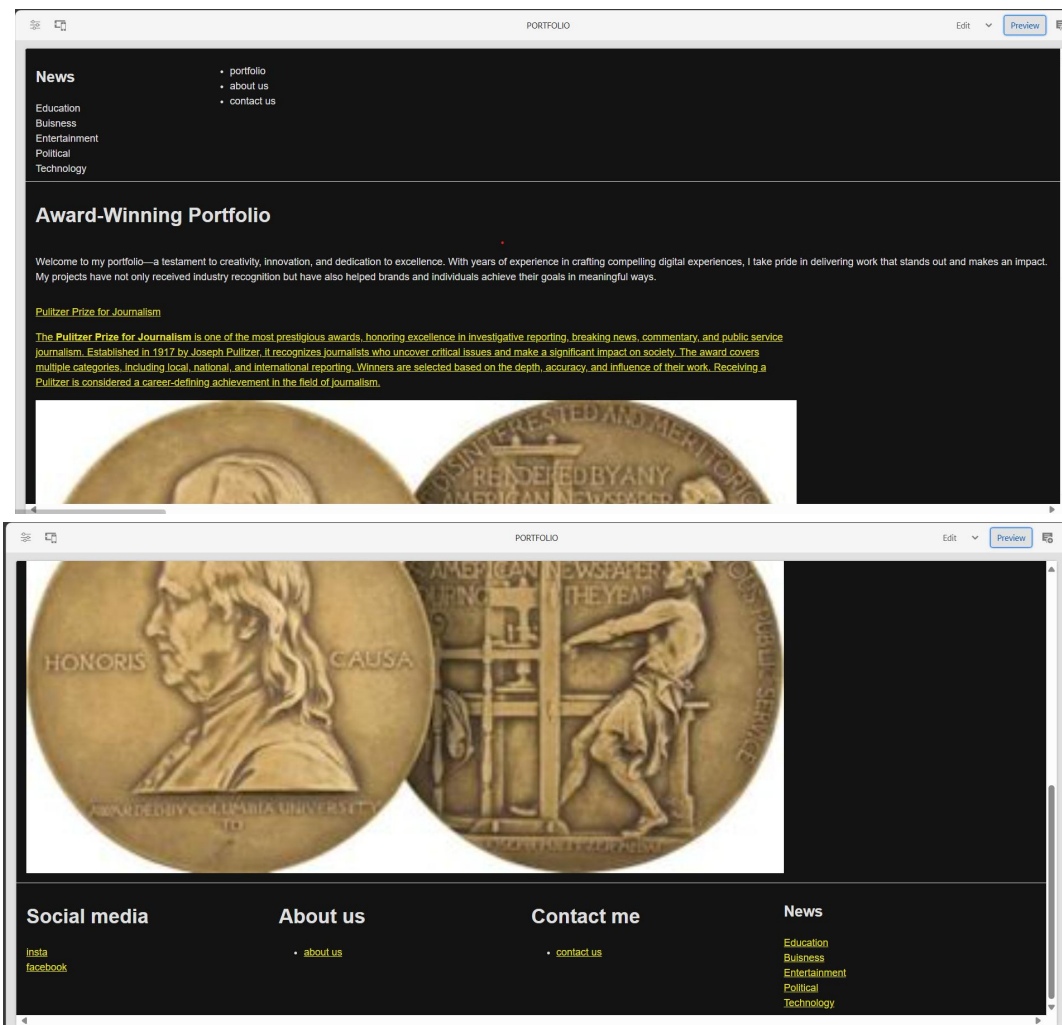 PORTFOLIO
Edit
Preview
News
Education
Buisness
Entertainment
Political
Technology
• portfolio
• about us
• contact us
Award-Winning Portfolio
Welcome to my portfolio—a testament to creativity, innovation, and dedication to excellence. With years of experience in crafting compelling digital experiences, I take pride in delivering work that stands out and makes an impact.
My projects have not only received industry recognition but have also helped brands and individuals achieve their goals in meaningful ways.
Pulitzer Prize for Journalism
The Pulitzer Prize for Journalism is one of the most prestigious awards, honoring excellence in investigative reporting, breaking news, commentary, and public service
journalism. Established in 1917 by Joseph Pulitzer, it recognizes journalists who uncover critical issues and make a significant impact on society. The award covers
multiple categories, including local, national, and international reporting. Winners are selected based on the depth, accuracy, and influence of their work. Receiving a
Pulitzer is considered a career-defining achievement in the field of journalism.
DISINTERESTED AND MERITORIO
RENDERED BY ANY
AMERICAN NEWSPAPER
PORTFOLIO
Edit
Preview
AMERICAN NEWSPAPER
DURING THE YEAR
PUBLIC SERVICE
HONORIS CAUSA
AWARDED BY COLUMBIA UNIVERSITY
TO
Social media
insta
facebook
About us
• about us
Contact me
• contact us
News
Education
Buisness
Entertainment
Political
Technology